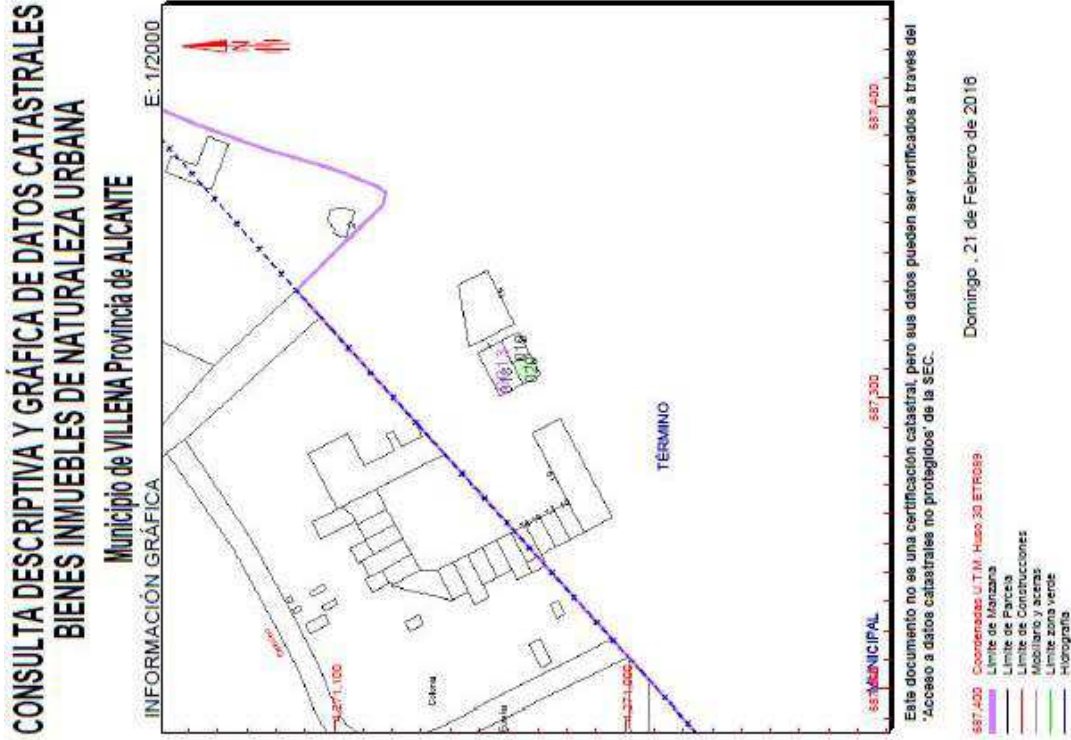 CONSULTA DESCRIPTIVA Y GRÁFICA DE DATOS CATASTRALES
BIENES INMUEBLES DE NATURALEZA URBANA
Municipio de VILLENA Provincia de ALICANTE
INFORMACIÓN GRÁFICA
E: 1/2000
N
4,271,100
4,271,000
TÉRMINO
MUNICIPAL
687,300
687,400
Este documento no es una certificación catastral, pero sus datos pueden ser verificados a través del
"Acceso a datos catastrales no protegidos" de la SEC.
687,400 Coordenadas U.T.M. Huso 30 ETRS89
Límite de Manzana
Límite de Parcela
Límite de Construcciones
Mobiliario y aceras
Límite zona verde
Hidrografía
Domingo , 21 de Febrero de 2016